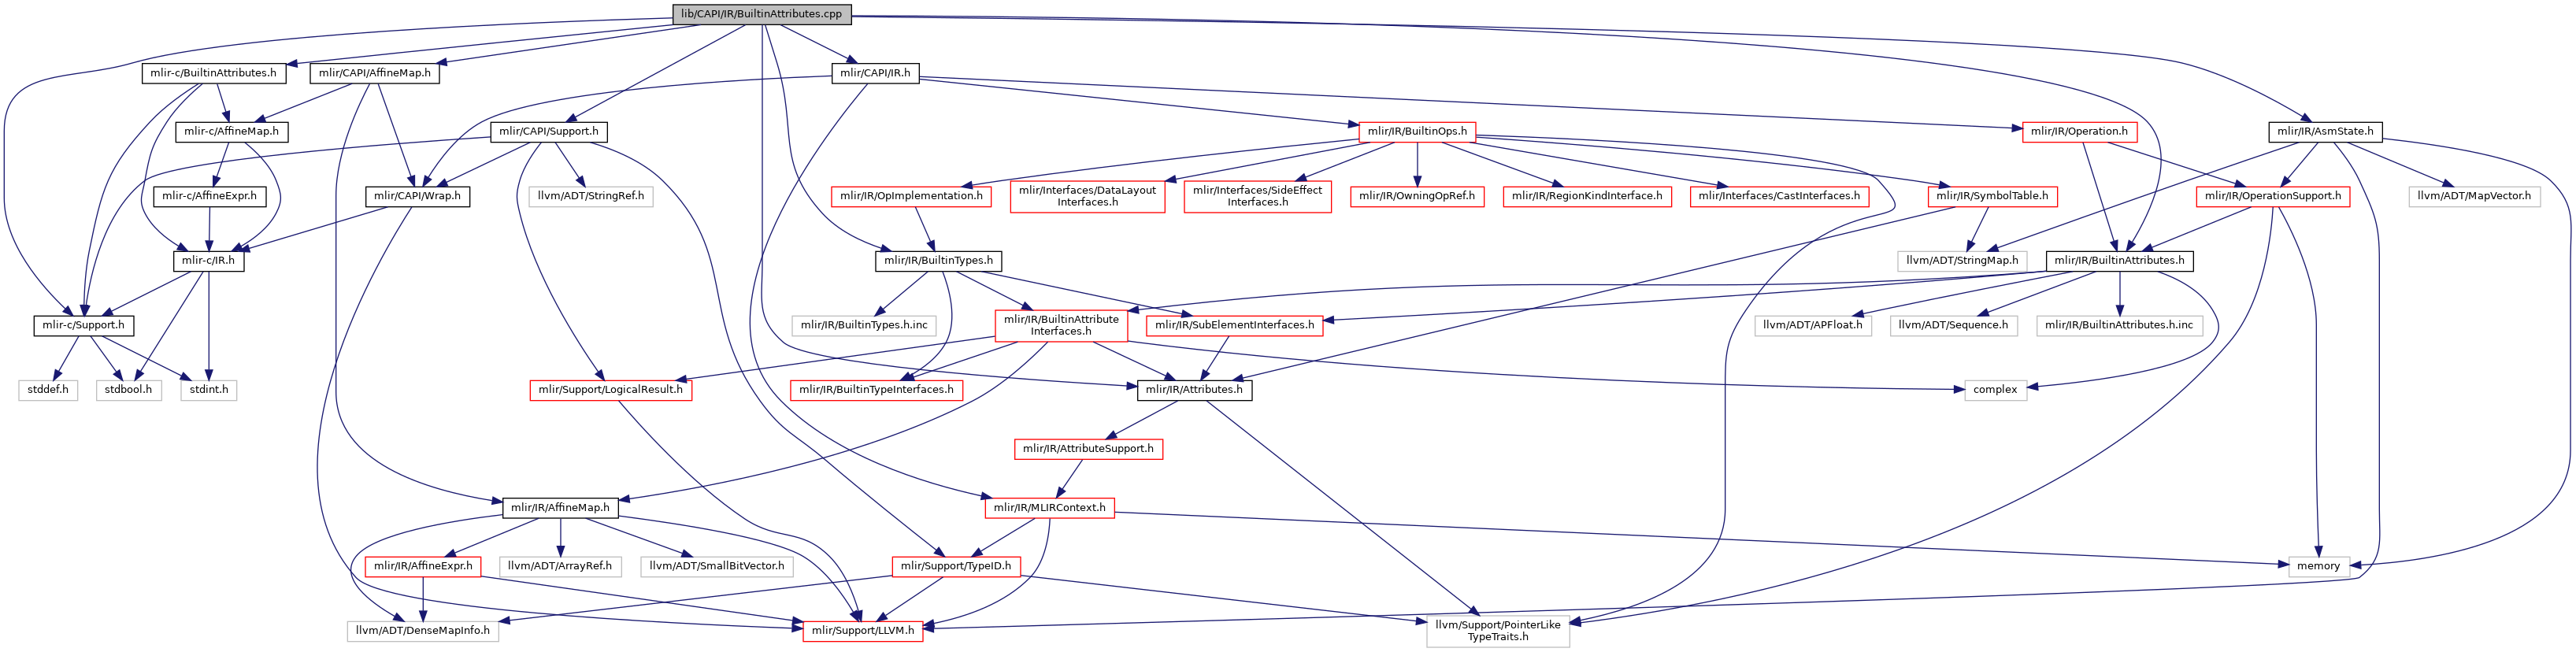 lib/CAPI/IR/BuiltinAttributes.cpp
mlir-c/BuiltinAttributes.h
mlir/CAPI/AffineMap.h
mlir/CAPI/IR.h
mlir-c/AffineMap.h
mlir/CAPI/Support.h
mlir/IR/BuiltinOps.h
mlir/IR/Operation.h
mlir/IR/AsmState.h
mlir-c/AffineExpr.h
mlir/CAPI/Wrap.h
llvm/ADT/StringRef.h
mlir/IR/OpImplementation.h
mlir/Interfaces/DataLayout
Interfaces.h
mlir/Interfaces/SideEffect
Interfaces.h
mlir/IR/OwningOpRef.h
mlir/IR/RegionKindInterface.h
mlir/Interfaces/CastInterfaces.h
mlir/IR/SymbolTable.h
mlir/IR/OperationSupport.h
llvm/ADT/MapVector.h
mlir-c/IR.h
mlir/IR/BuiltinTypes.h
llvm/ADT/StringMap.h
mlir/IR/BuiltinAttributes.h
mlir-c/Support.h
mlir/IR/BuiltinTypes.h.inc
mlir/IR/BuiltinAttribute
Interfaces.h
mlir/IR/SubElementInterfaces.h
llvm/ADT/APFloat.h
llvm/ADT/Sequence.h
mlir/IR/BuiltinAttributes.h.inc
stddef.h
stdbool.h
stdint.h
mlir/Support/LogicalResult.h
mlir/IR/BuiltinTypeInterfaces.h
mlir/IR/Attributes.h
complex
mlir/IR/AttributeSupport.h
mlir/IR/AffineMap.h
mlir/IR/MLIRContext.h
mlir/IR/AffineExpr.h
llvm/ADT/ArrayRef.h
llvm/ADT/SmallBitVector.h
mlir/Support/TypeID.h
memory
llvm/ADT/DenseMapInfo.h
mlir/Support/LLVM.h
llvm/Support/PointerLike
TypeTraits.h